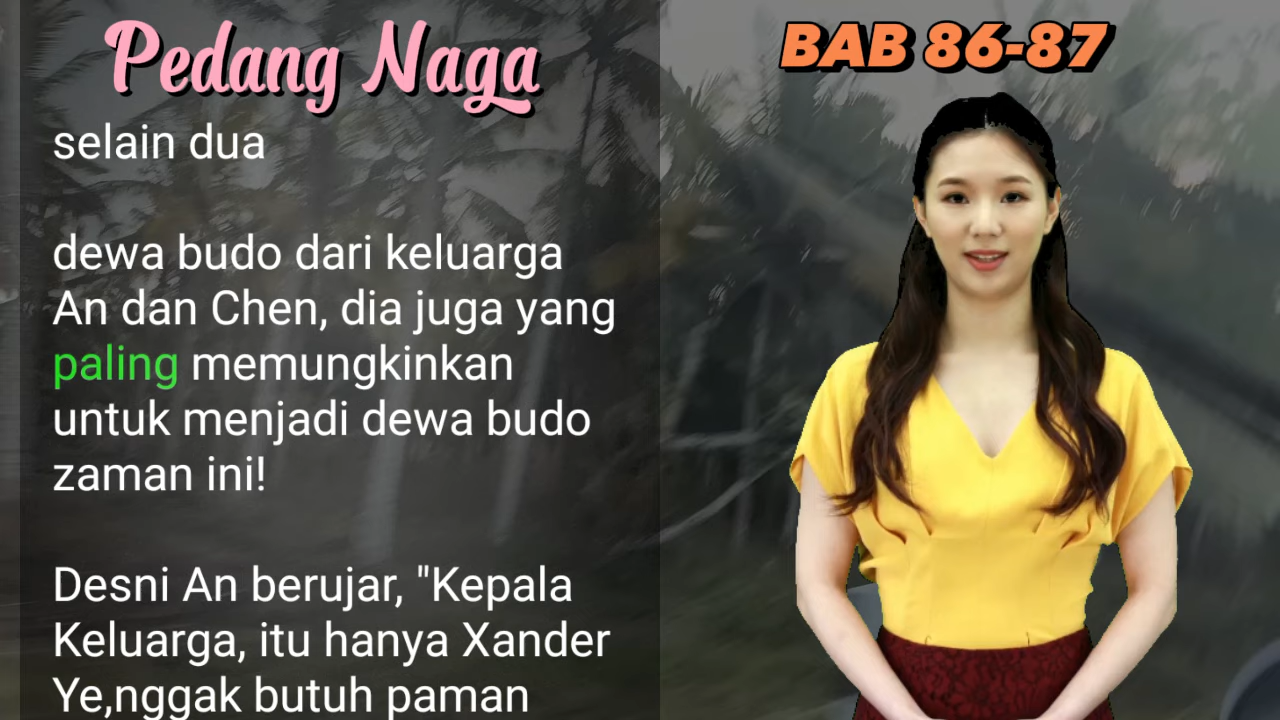 Pedang Naga
BAB 86-87
selain dua
dewa budo dari keluarga
An dan Chen, dia juga yang
paling memungkinkan
untuk menjadi dewa budo
zaman ini!
Desni An berujar, "Kepala
Keluarga, itu hanya Xander
Ye,nggak butuh paman